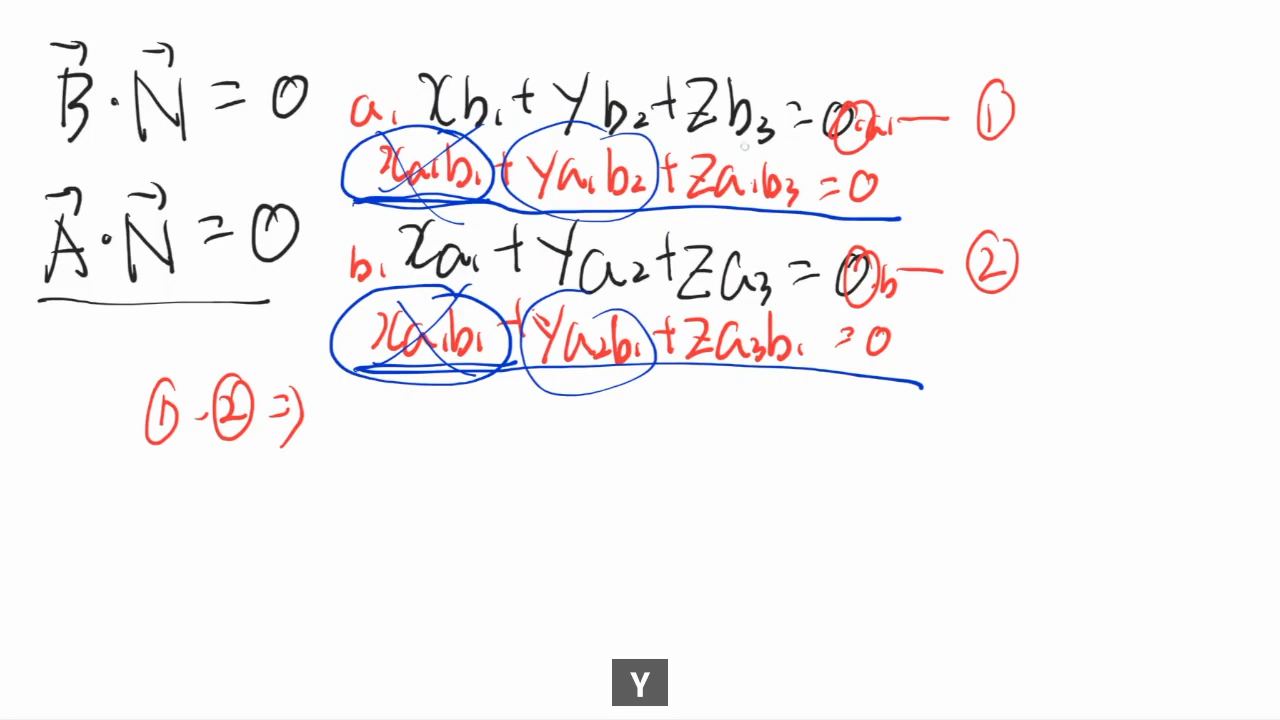 B⃗ · N⃗ = 0
a₁ xb₁ + yb₂ + zb₃ = 0·a₁ — ①
xa₁b₁ + ya₁b₂ + za₁b₃ = 0
A⃗ · N⃗ = 0
b₁ xa₁ + ya₂ + za₃ = 0·b — ②
xa₁b₁ + ya₂b₁ + za₃b₁ = 0
① - ② ⇒
Y